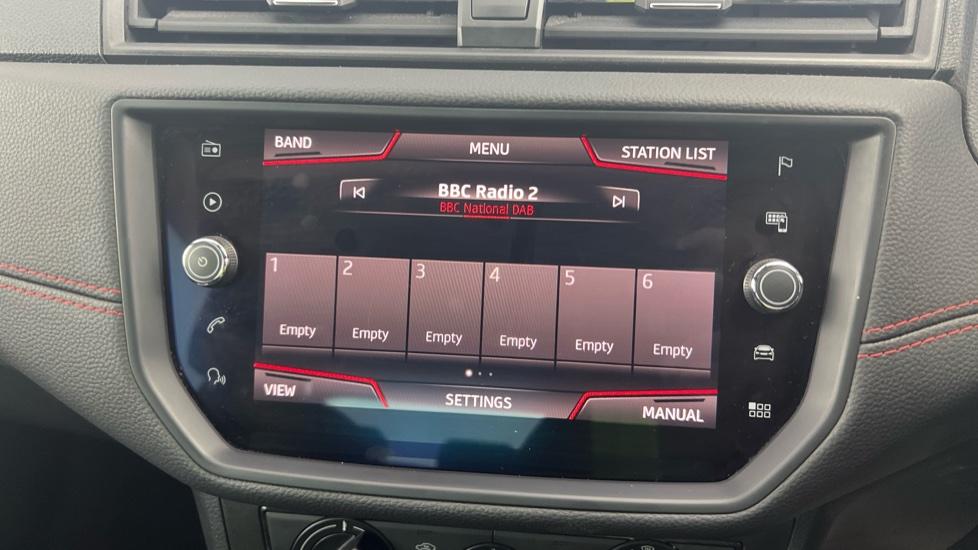 BAND MENU STATION LIST
BBC Radio 2
BBC National DAB
1 2 3 4 5 6
Empty Empty Empty Empty Empty Empty
VIEW SETTINGS MANUAL